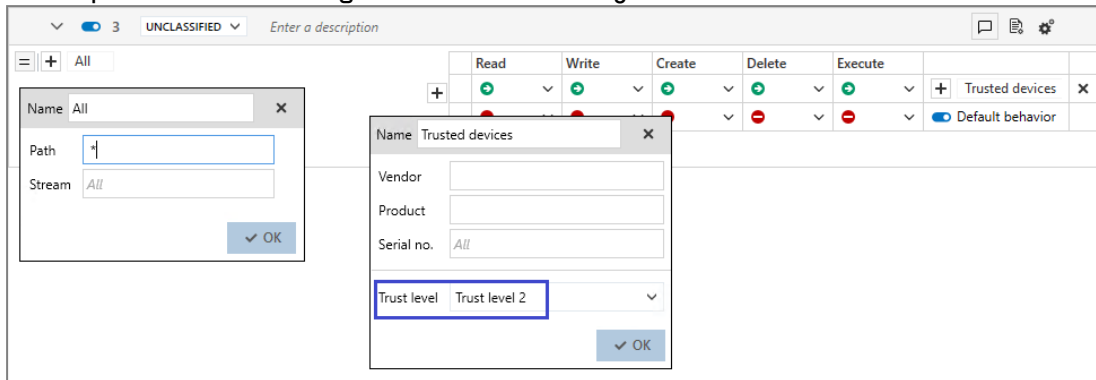 3 UNCLASSIFIED Enter a description
All
Read Write Create Delete Execute
Trusted devices
Default behavior
Name All
Path *
Stream All
OK
Name Trusted devices
Vendor
Product
Serial no. All
Trust level Trust level 2
OK